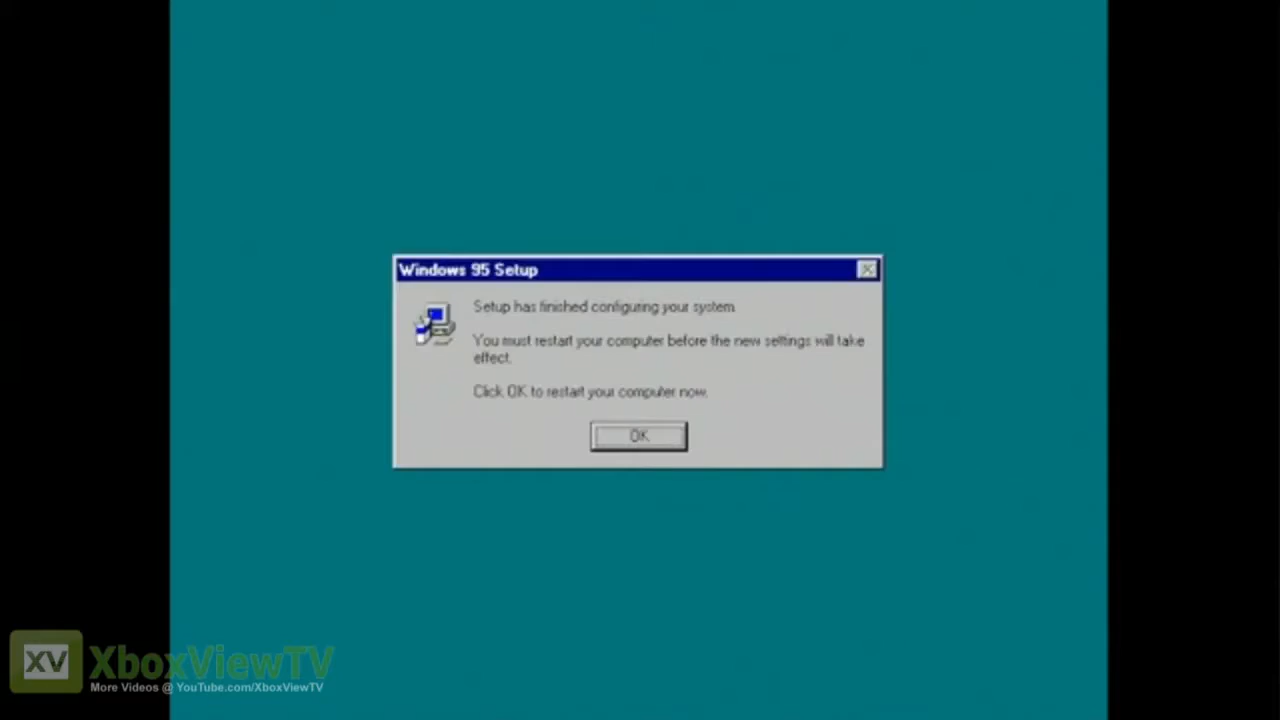 Windows 95 Setup
Setup has finished configuring your system.
You must restart your computer before the new settings will take
effect.
Click OK to restart your computer now.
OK
XV XboxViewTV
More Videos @ YouTube.com/XboxViewTV